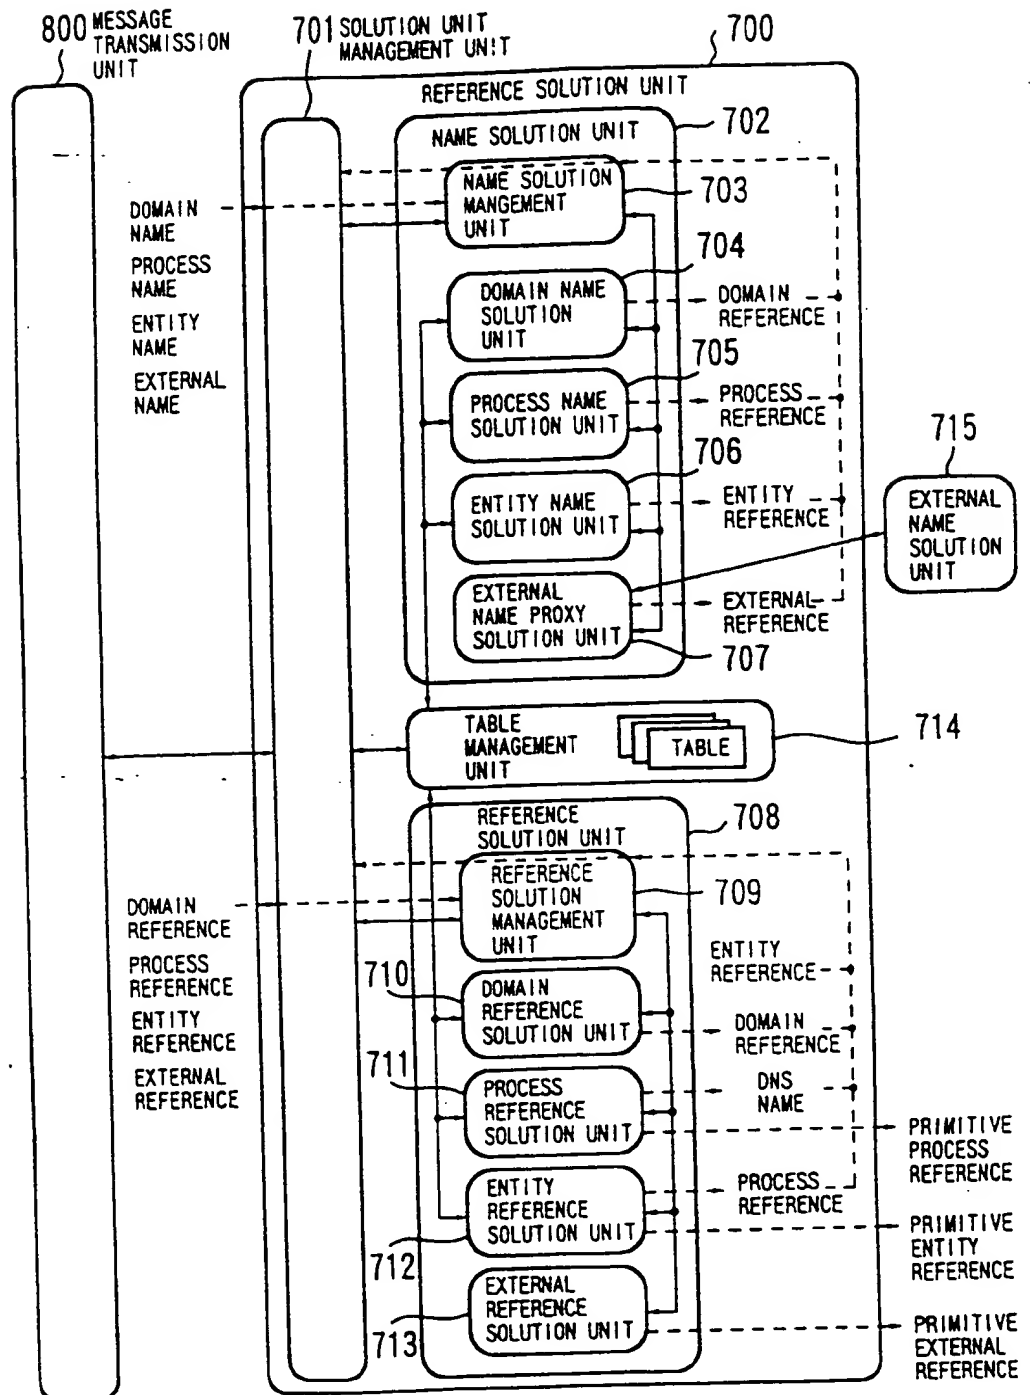 800 MESSAGE
TRANSMISSION
UNIT
701 SOLUTION UNIT
MANAGEMENT UNIT
700
REFERENCE SOLUTION UNIT
NAME SOLUTION UNIT
702
NAME SOLUTION
MANGEMENT
UNIT
703
DOMAIN
NAME
PROCESS
NAME
ENTITY
NAME
EXTERNAL
NAME
704
DOMAIN NAME
SOLUTION
UNIT
DOMAIN
REFERENCE
705
PROCESS NAME
SOLUTION UNIT
PROCESS
REFERENCE
706
ENTITY NAME
SOLUTION UNIT
ENTITY
REFERENCE
715
EXTERNAL
NAME
SOLUTION
UNIT
EXTERNAL
NAME PROXY
SOLUTION UNIT
EXTERNAL
REFERENCE
707
TABLE
MANAGEMENT
UNIT
TABLE
714
REFERENCE
SOLUTION UNIT
708
REFERENCE
SOLUTION
MANAGEMENT
UNIT
709
DOMAIN
REFERENCE
PROCESS
REFERENCE
ENTITY
REFERENCE
EXTERNAL
REFERENCE
ENTITY
REFERENCE
710
DOMAIN
REFERENCE
SOLUTION UNIT
DOMAIN
REFERENCE
711
PROCESS
REFERENCE
SOLUTION UNIT
DNS
NAME
PRIMITIVE
PROCESS
REFERENCE
ENTITY
REFERENCE
SOLUTION UNIT
PROCESS
REFERENCE
712
PRIMITIVE
ENTITY
REFERENCE
EXTERNAL
REFERENCE
SOLUTION UNIT
713
PRIMITIVE
EXTERNAL
REFERENCE